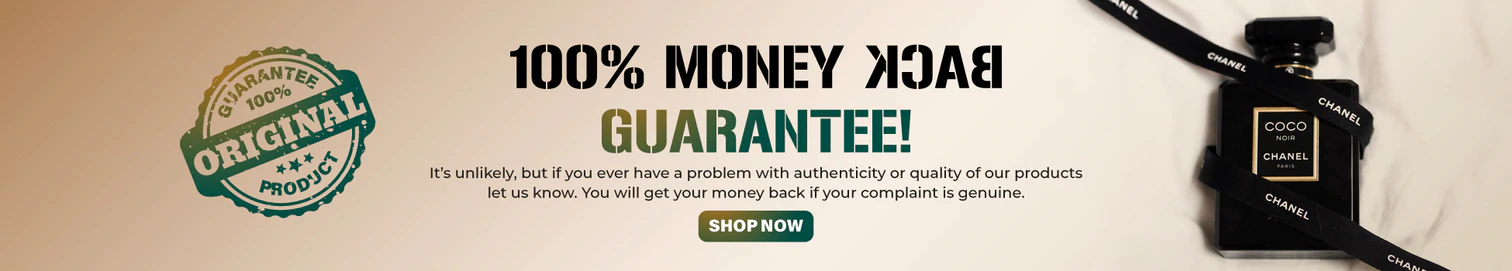 GUARANTEE
100%
ORIGINAL
PRODUCT
100% MONEY BACK
GUARANTEE!
It's unlikely, but if you ever have a problem with authenticity or quality of our products
let us know. You will get your money back if your complaint is genuine.
SHOP NOW
CHANEL
CHANEL
CHANEL
COCO
NOIR
CHANEL
PARIS
CHANEL